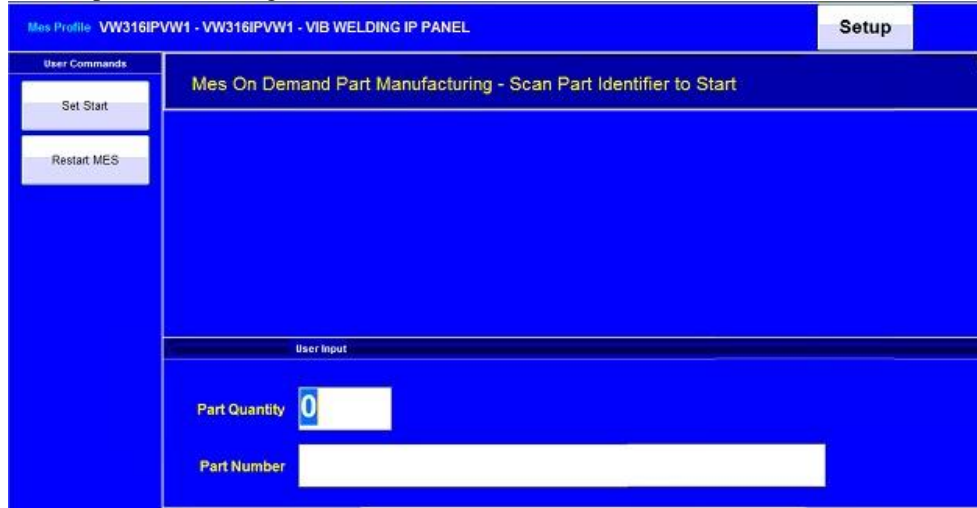 Mes Profile VW316IPVW1 - VW316IPVW1 - VIB WELDING IP PANEL
Setup
User Commands
Set Start
Restart MES
Mes On Demand Part Manufacturing - Scan Part Identifier to Start
User Input
Part Quantity 0
Part Number